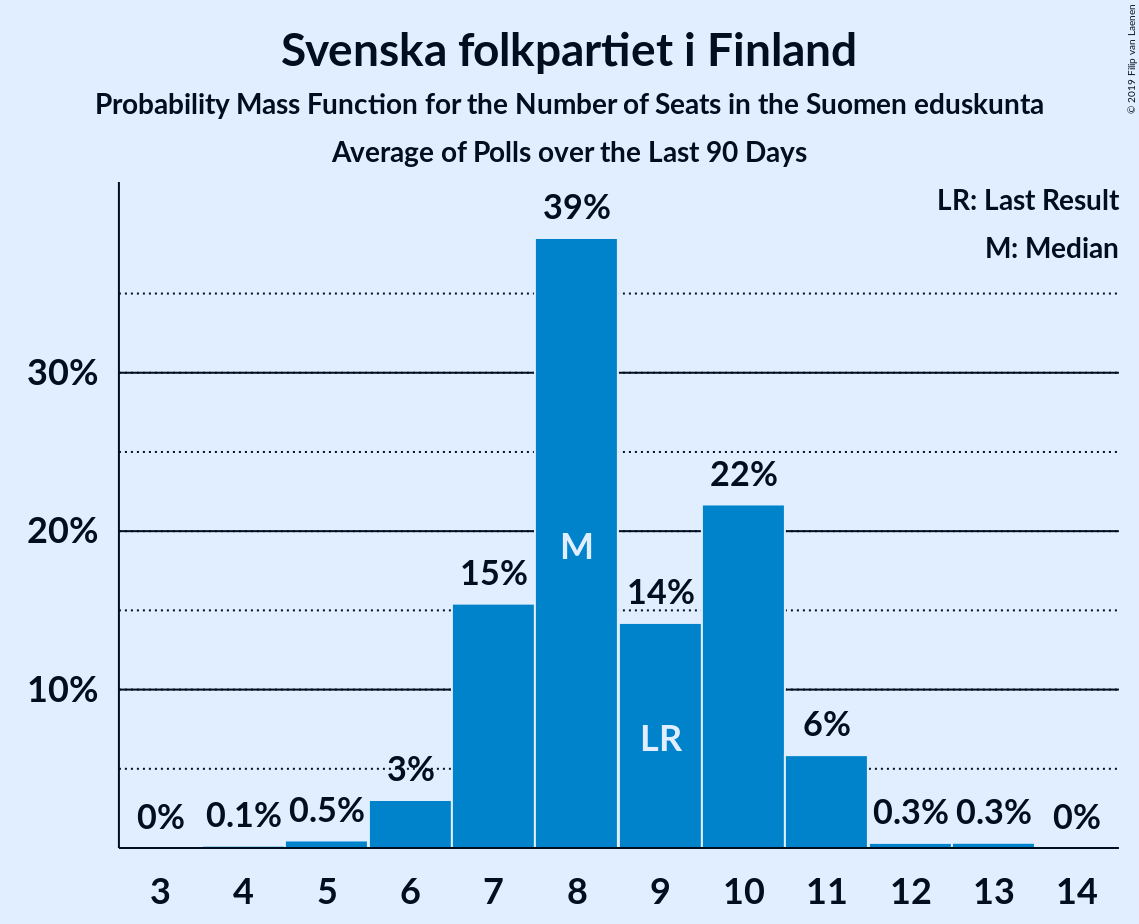 Svenska folkpartiet i Finland
Probability Mass Function for the Number of Seats in the Suomen eduskunta
Average of Polls over the Last 90 Days
© 2019 Filip van Laenen
LR: Last Result
M: Median
30%
20%
10%
0%
0.1%
0.5%
3%
15%
39%
14%
22%
6%
0.3%
0.3%
0%
M
LR
3 4 5 6 7 8 9 10 11 12 13 14